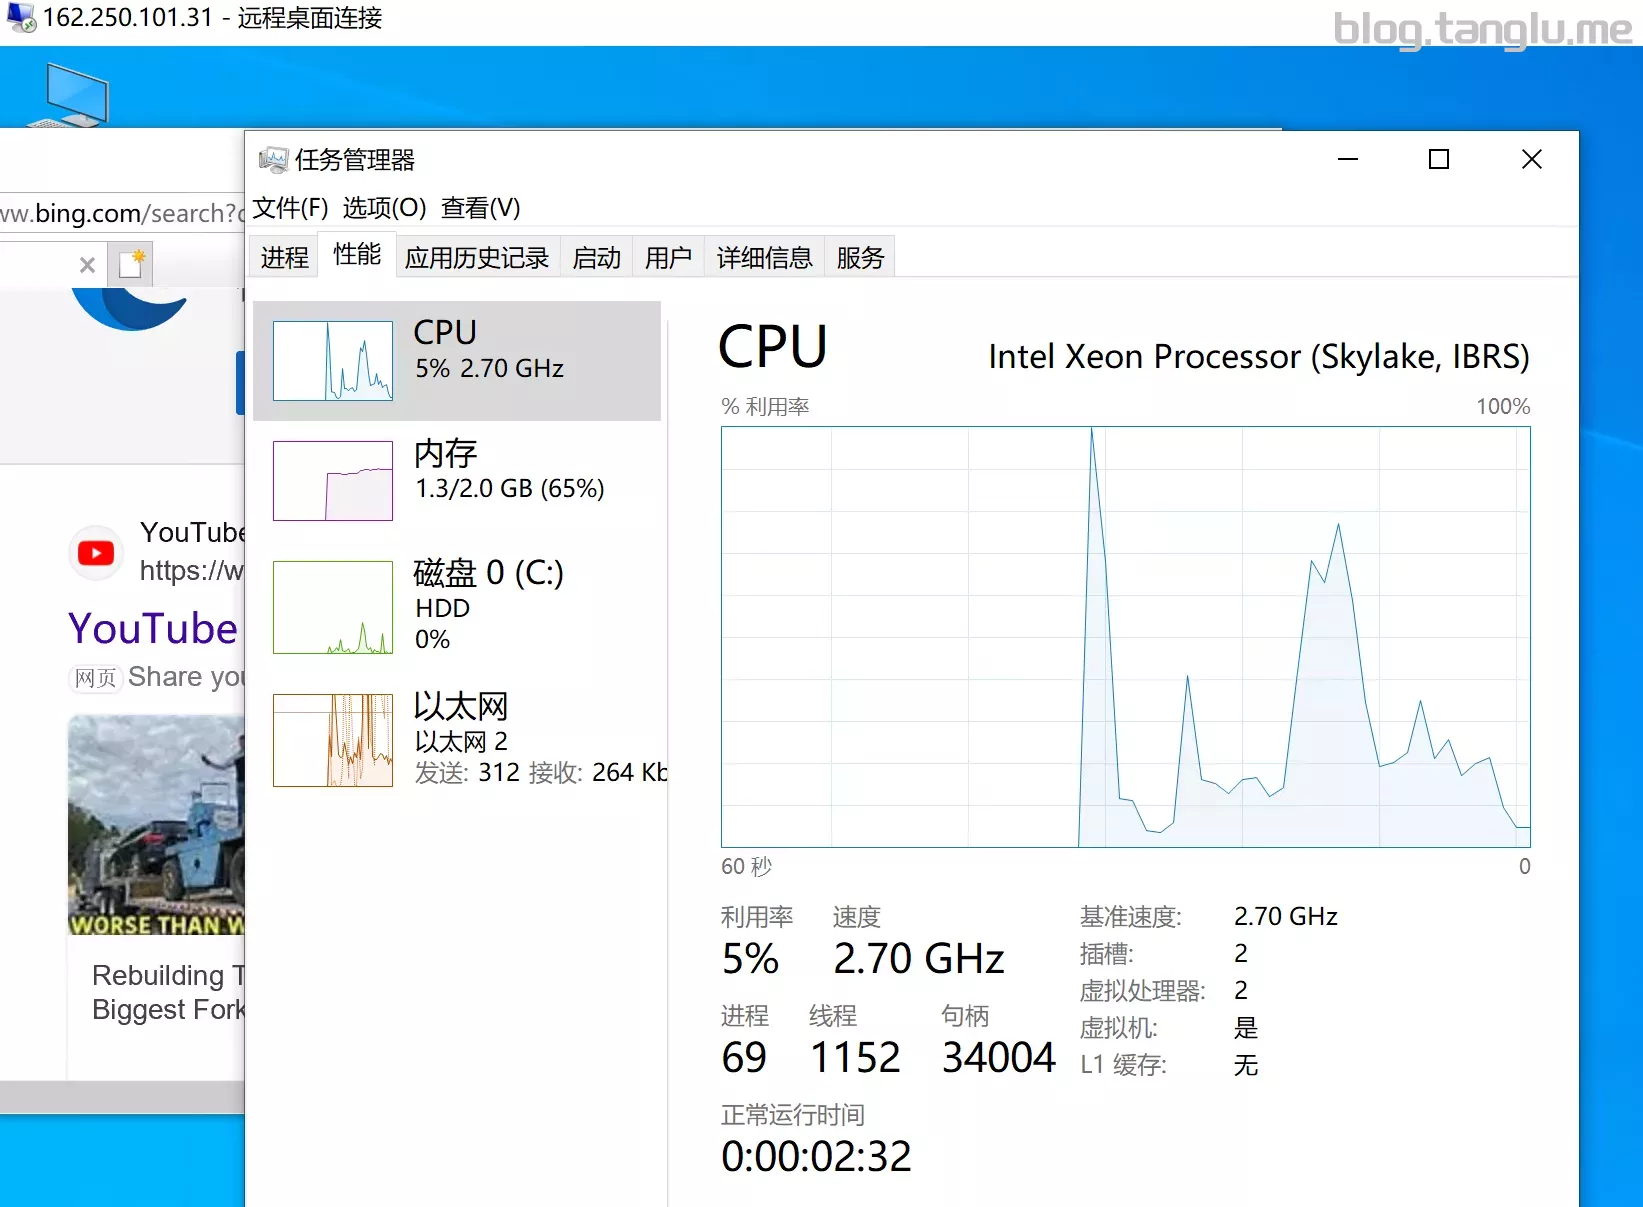 162.250.101.31 - 远程桌面连接
blog.tanglu.me
任务管理器
文件(F) 选项(O) 查看(V)
ww.bing.com/search?
进程 性能 应用历史记录 启动 用户 详细信息 服务
CPU
5% 2.70 GHz
内存
1.3/2.0 GB (65%)
磁盘 0 (C:)
HDD
0%
以太网
以太网 2
发送: 312 接收: 264 Kb
CPU
Intel Xeon Processor (Skylake, IBRS)
% 利用率 100%
60 秒 0
利用率 速度
5% 2.70 GHz
进程 线程 句柄
69 1152 34004
正常运行时间
0:00:02:32
基准速度: 2.70 GHz
插槽: 2
虚拟处理器: 2
虚拟机: 是
L1 缓存: 无
YouTube
https://w
YouTube
网页 Share you
WORSE THAN W
Rebuilding T
Biggest Fork